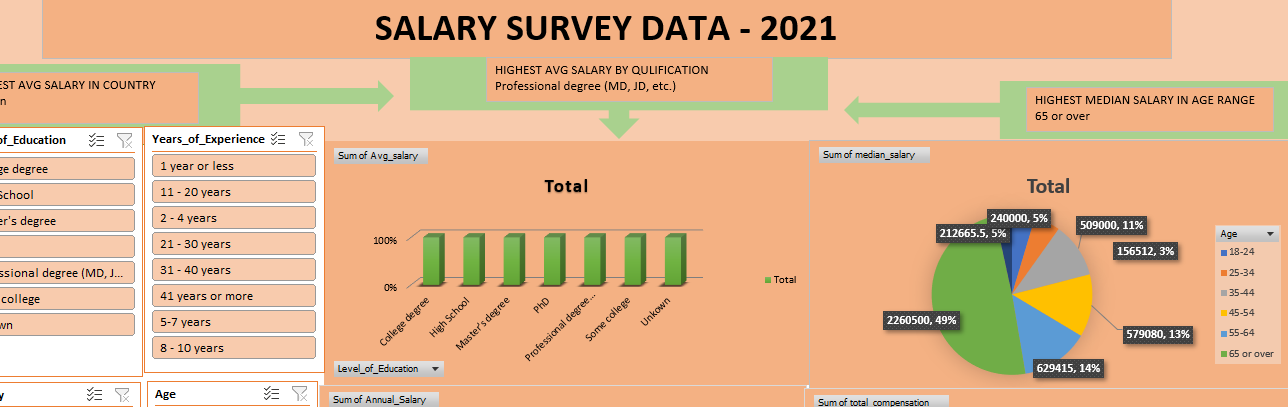 SALARY SURVEY DATA - 2021
EST AVG SALARY IN COUNTRY
HIGHEST AVG SALARY BY QULIFICATION
Professional degree (MD, JD, etc.)
HIGHEST MEDIAN SALARY IN AGE RANGE
65 or over
of_Education
ge degree
School
er's degree
ssional degree (MD, J...
college
wn
Years_of_Experience
1 year or less
11 - 20 years
2 - 4 years
21 - 30 years
31 - 40 years
41 years or more
5-7 years
8 - 10 years
Sum of Avg_salary
Total
100%
0%
College degree
High School
Master's degree
PhD
Professional degree...
Some college
Unkown
Total
Level_of_Education
Sum of median_salary
Total
240000, 5%
212665.5, 5%
509000, 11%
156512, 3%
2260500, 49%
579080, 13%
629415, 14%
Age
18-24
25-34
35-44
45-54
55-64
65 or over
y
Age
Sum of Annual_Salary
Sum of total_compensation